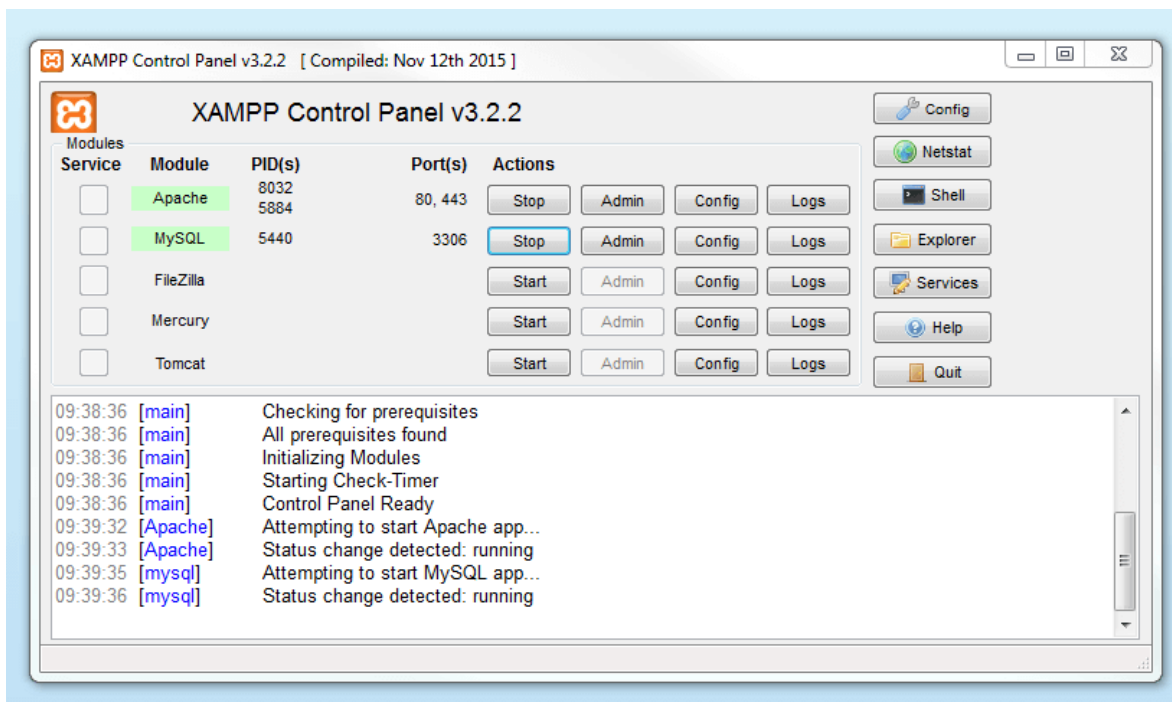 XAMPP Control Panel v3.2.2 [ Compiled: Nov 12th 2015 ]
XAMPP Control Panel v3.2.2
Config
Modules
Service Module PID(s) Port(s) Actions
Netstat
Apache 8032 5884 80, 443 Stop Admin Config Logs
Shell
MySQL 5440 3306 Stop Admin Config Logs
Explorer
FileZilla Start Admin Config Logs
Services
Mercury Start Admin Config Logs
Help
Tomcat Start Admin Config Logs
Quit
09:38:36 [main] Checking for prerequisites
09:38:36 [main] All prerequisites found
09:38:36 [main] Initializing Modules
09:38:36 [main] Starting Check-Timer
09:38:36 [main] Control Panel Ready
09:39:32 [Apache] Attempting to start Apache app...
09:39:33 [Apache] Status change detected: running
09:39:35 [mysql] Attempting to start MySQL app...
09:39:36 [mysql] Status change detected: running